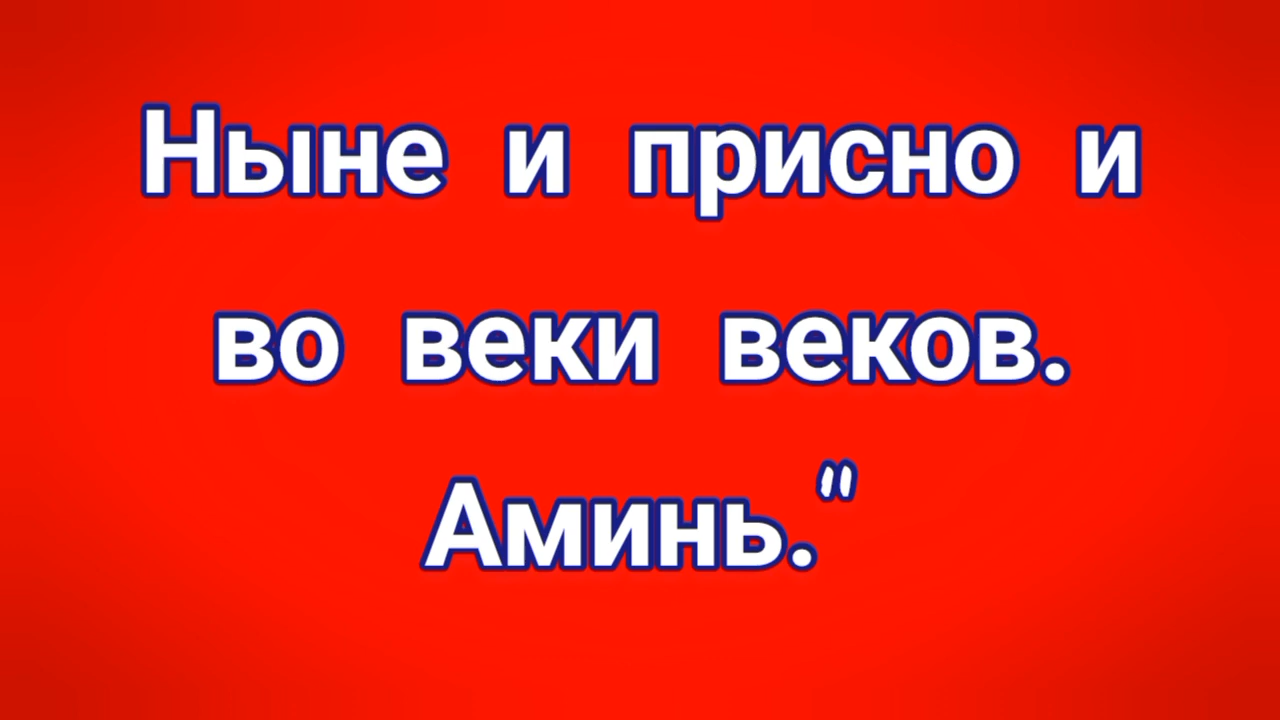 Ныне и присно и
во веки веков.
Аминь."